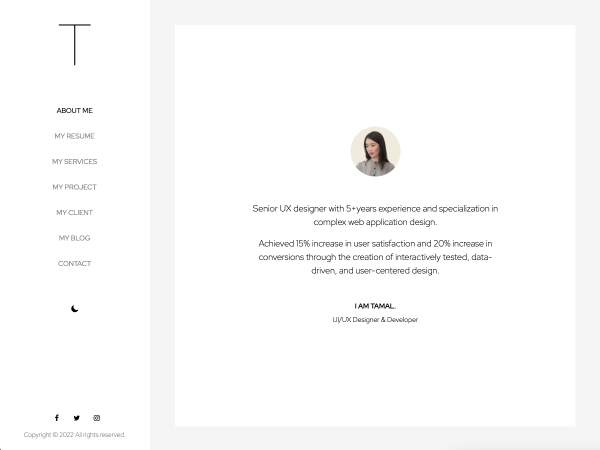 T
ABOUT ME
MY RESUME
MY SERVICES
MY PROJECT
MY CLIENT
MY BLOG
CONTACT
Copyright © 2022 All rights reserved.
Senior UX designer with 5+years experience and specialization in
complex web application design.
Achieved 15% increase in user satisfaction and 20% increase in
conversions through the creation of interactively tested, data-
driven, and user-centered design.
I AM TAMAL.
UI/UX Designer & Developer